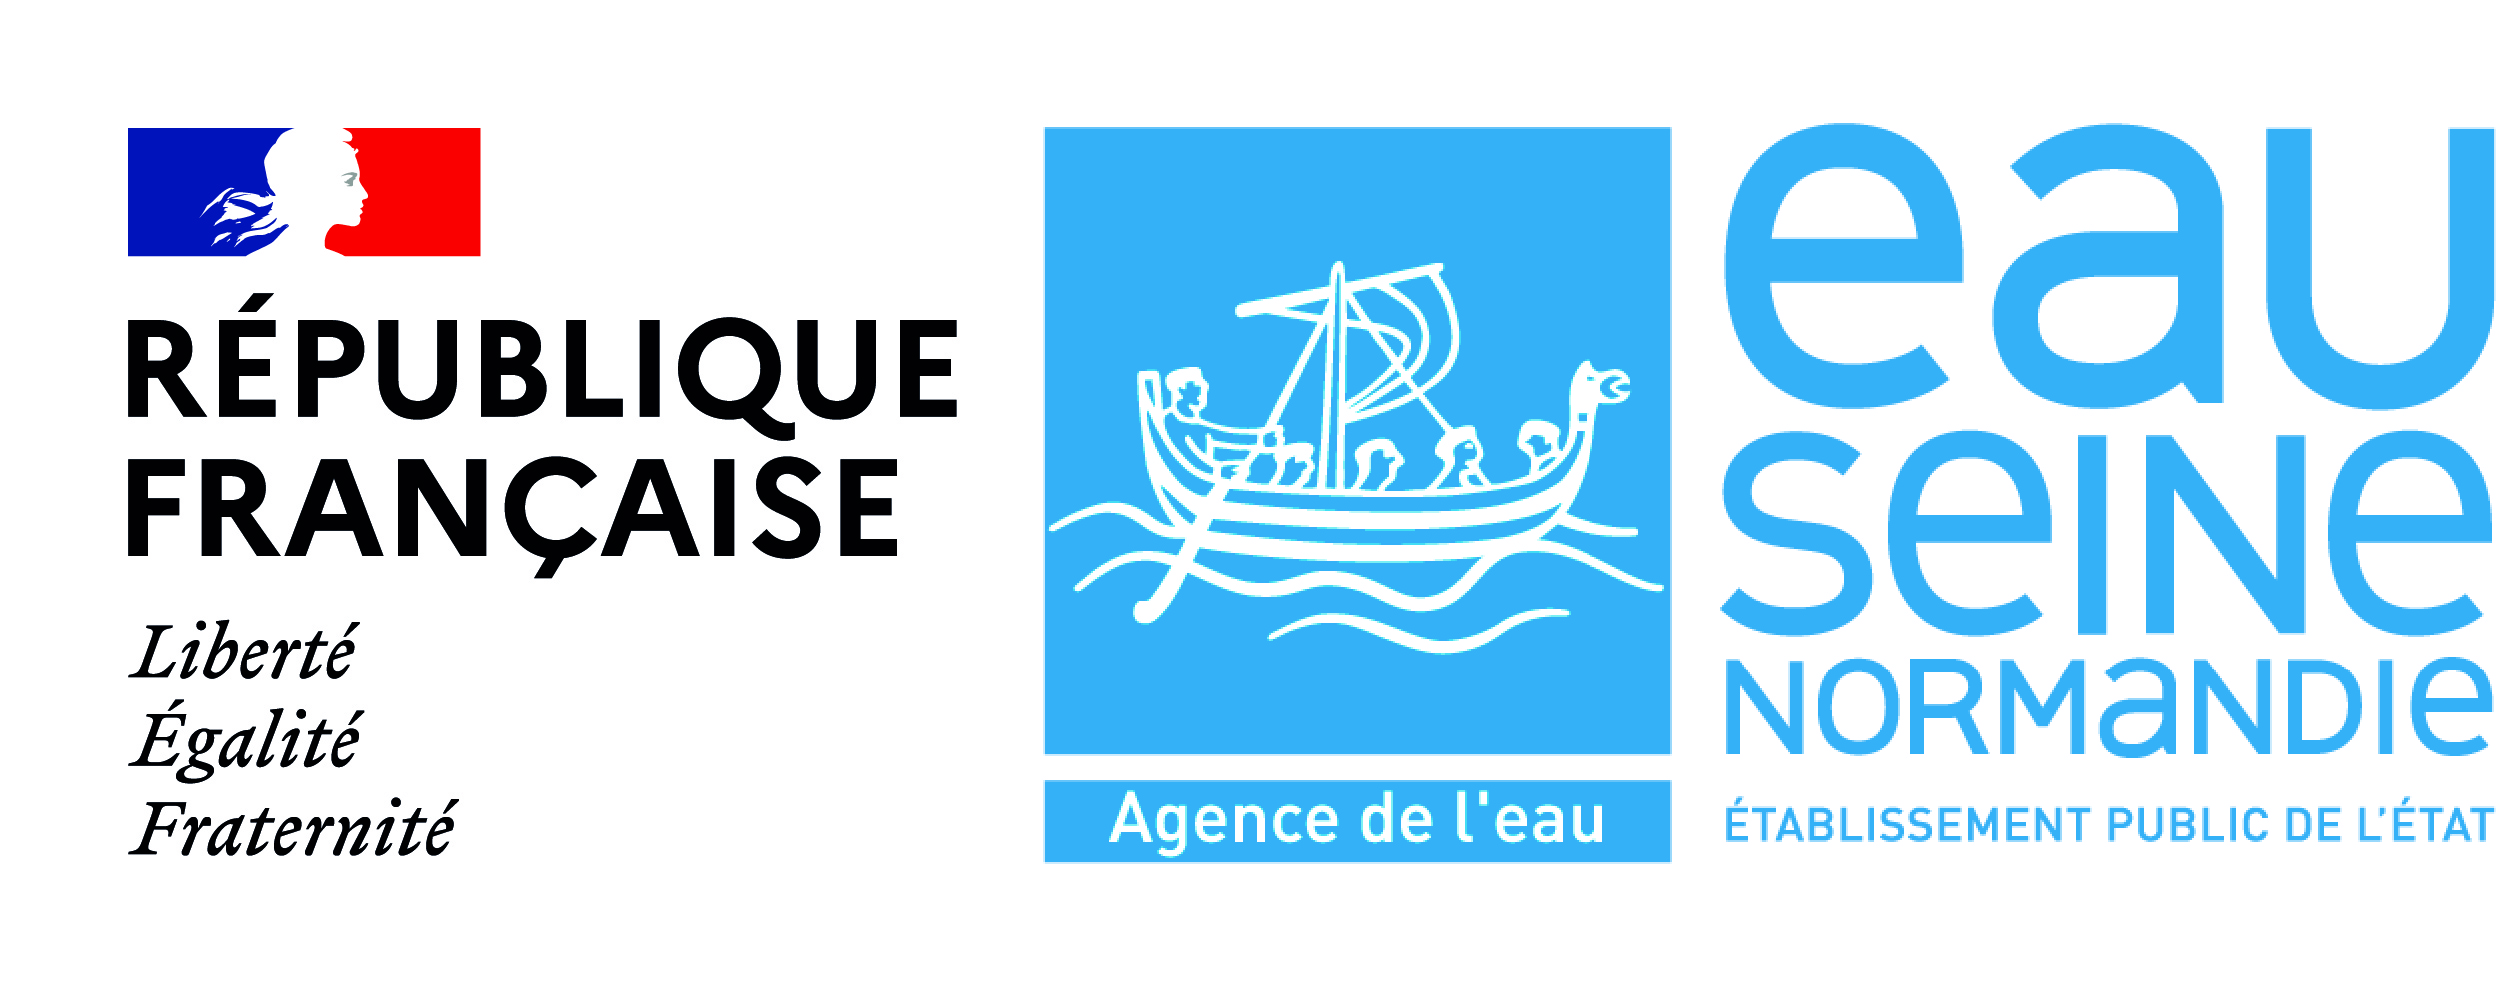 RÉPUBLIQUE
FRANÇAISE
Liberté
Égalité
Fraternité
Agence de l'eau
eau
seine
NORMaNDIe
ÉTABLISSEMENT PUBLIC DE L'ÉTAT